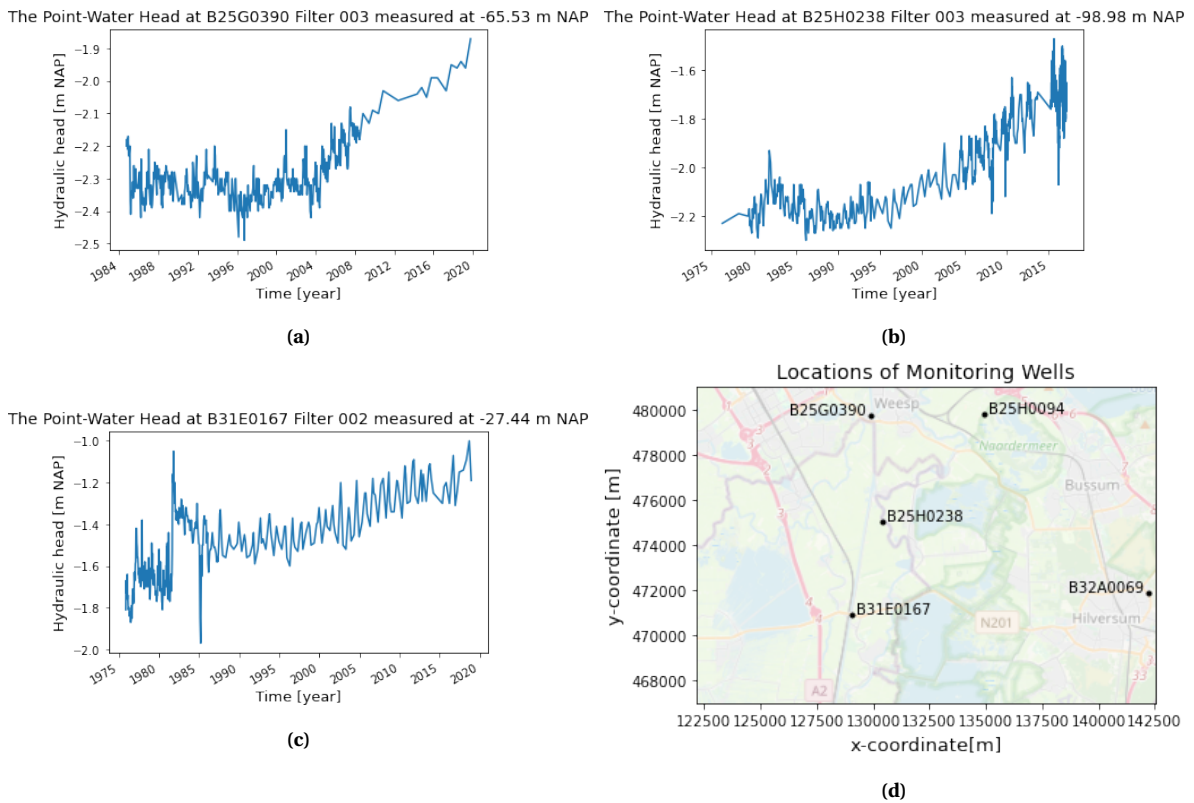 The Point-Water Head at B25G0390 Filter 003 measured at -65.53 m NAP
Hydraulic head [m NAP]
−1.9
−2.0
−2.1
−2.2
−2.3
−2.4
−2.5
1984 1988 1992 1996 2000 2004 2008 2012 2016 2020
Time [year]
(a)
The Point-Water Head at B25H0238 Filter 003 measured at -98.98 m NAP
Hydraulic head [m NAP]
−1.6
−1.8
−2.0
−2.2
1975 1980 1985 1990 1995 2000 2005 2010 2015
Time [year]
(b)
The Point-Water Head at B31E0167 Filter 002 measured at -27.44 m NAP
Hydraulic head [m NAP]
−1.0
−1.2
−1.4
−1.6
−1.8
−2.0
1975 1980 1985 1990 1995 2000 2005 2010 2015 2020
Time [year]
(c)
Locations of Monitoring Wells
y-coordinate [m]
480000
478000
476000
474000
472000
470000
468000
B25G0390
Weesp
B25H0094
6
Naardermeer
7
Bussum
B25H0238
B32A0069
4
B31E0167
N201
Hilversum
A2
33
122500 125000 127500 130000 132500 135000 137500 140000 142500
x-coordinate[m]
(d)